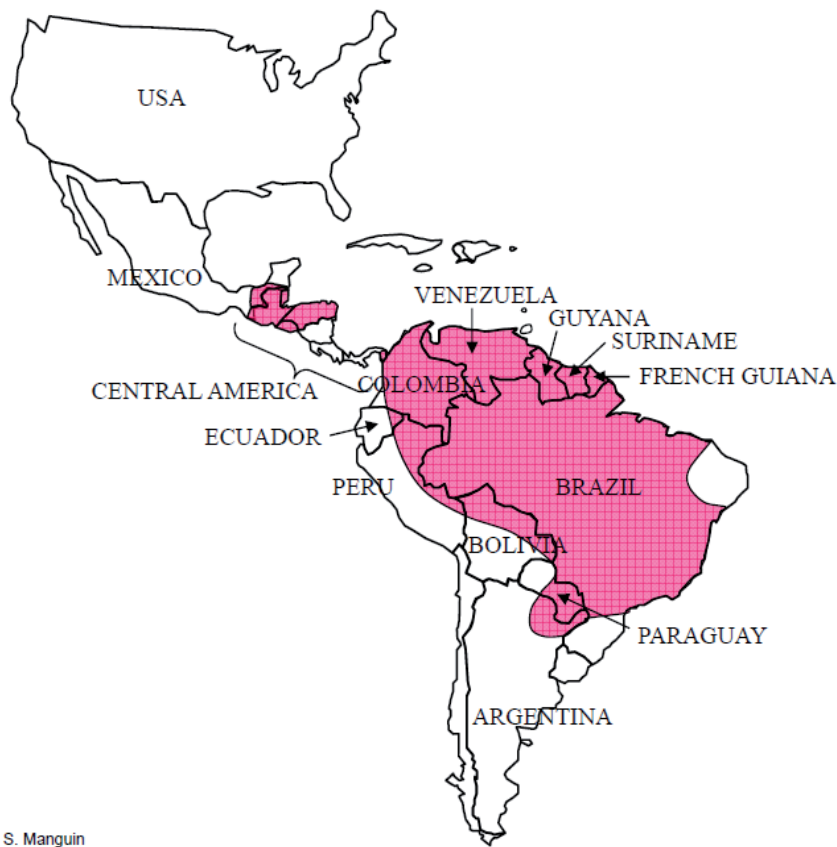 USA
MEXICO
VENEZUELA
GUYANA
SURINAME
FRENCH GUIANA
CENTRAL AMERICA
COLOMBIA
ECUADOR
PERU
BRAZIL
BOLIVIA
PARAGUAY
ARGENTINA
S. Manguin